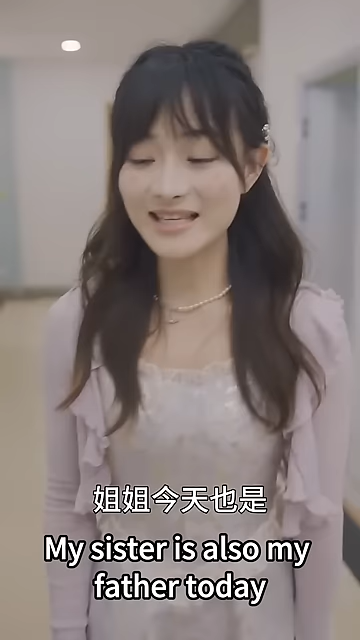 姐姐今天也是
My sister is also my
father today